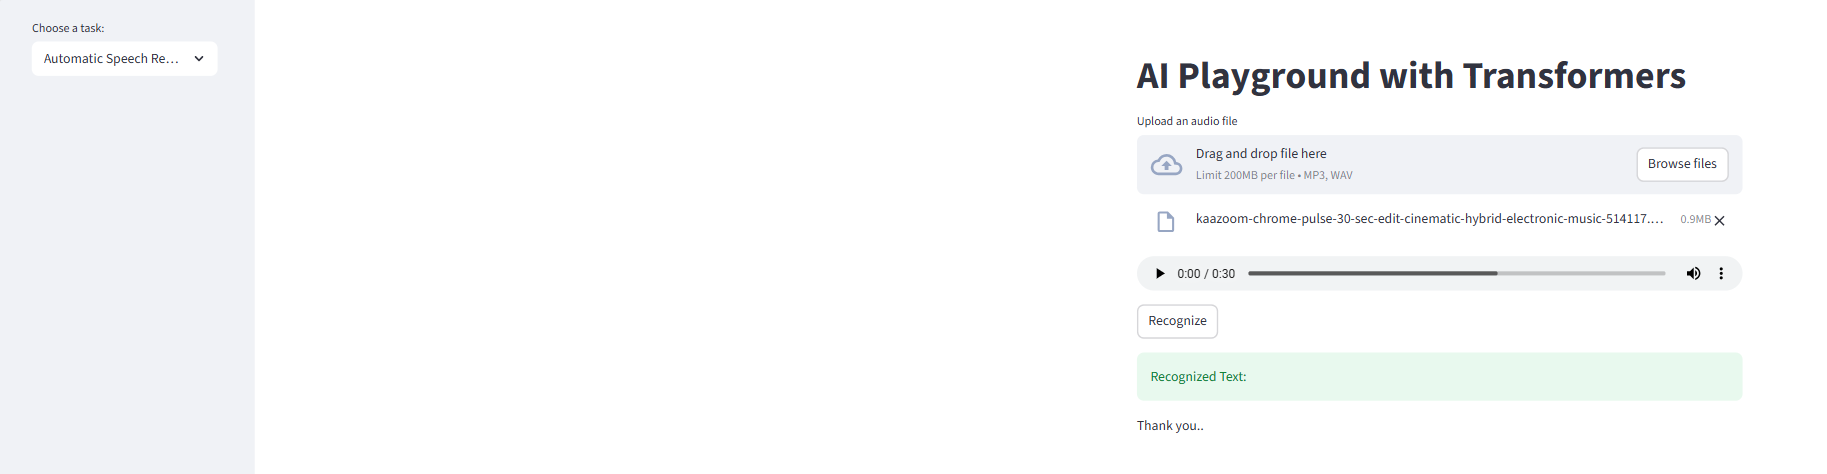 Choose a task:
Automatic Speech Re...
AI Playground with Transformers
Upload an audio file
Drag and drop file here
Limit 200MB per file • MP3, WAV
Browse files
kaazoom-chrome-pulse-30-sec-edit-cinematic-hybrid-electronic-music-514117.... 0.9MB
0:00 / 0:30
Recognize
Recognized Text:
Thank you..